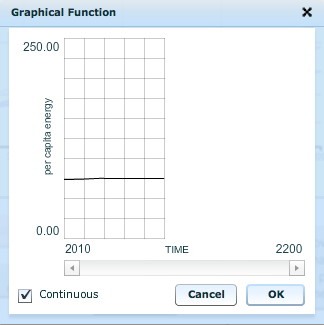 Graphical Function
250.00
per capita energy
0.00
2010 TIME 2200
Continuous Cancel OK